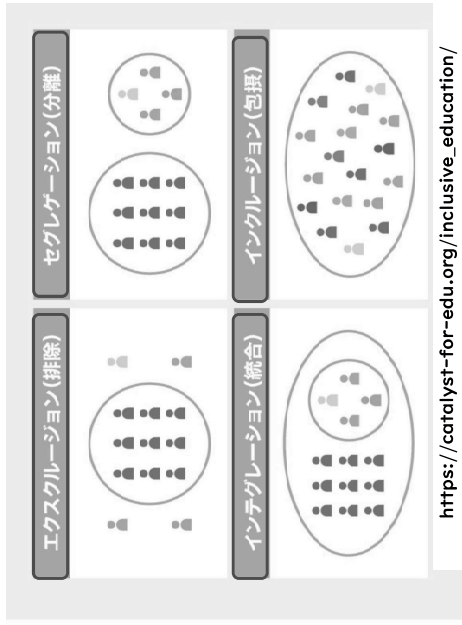 エクスクルージョン(排除)
セグレゲーション(分離)
インテグレーション(統合)
インクルージョン(包摂)
https://catalyst-for-edu.org/inclusive_education/